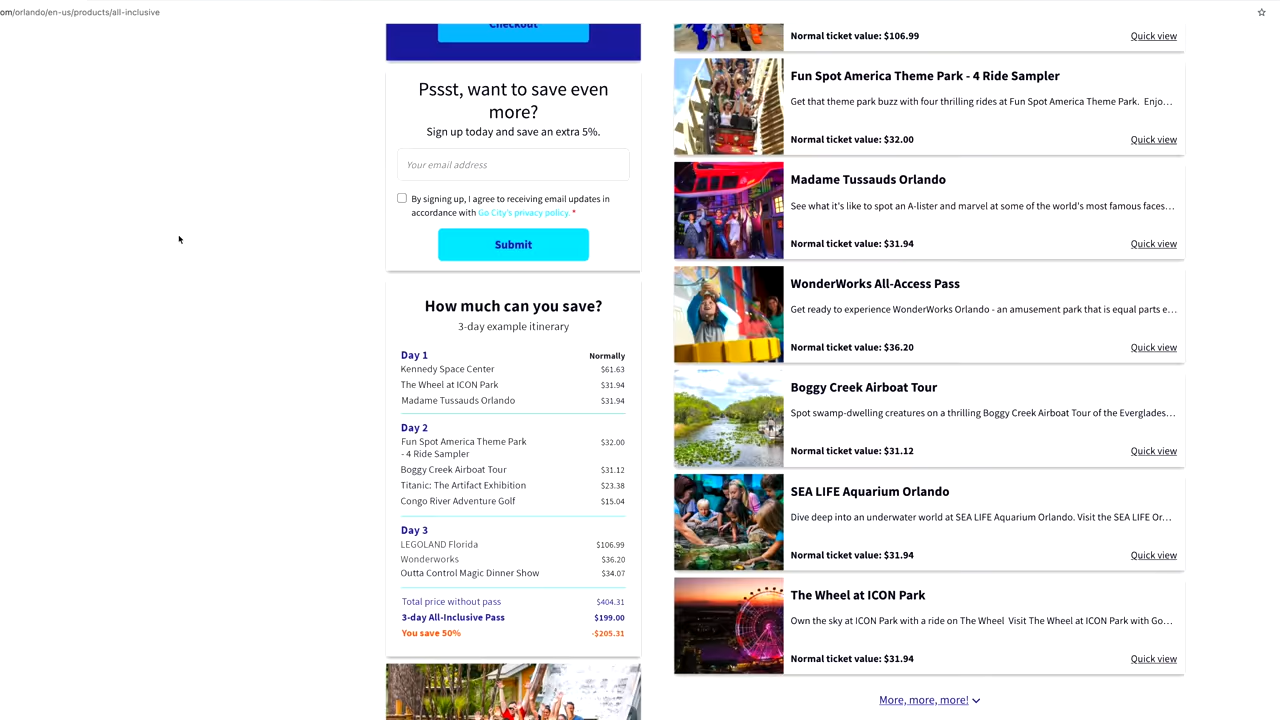 om/orlando/en-us/products/all-inclusive
Checkout
Pssst, want to save even
more?
Sign up today and save an extra 5%.
Your email address
By signing up, I agree to receiving email updates in
accordance with Go City's privacy policy. *
Submit
How much can you save?
3-day example itinerary
Day 1 Normally
Kennedy Space Center $61.63
The Wheel at ICON Park $31.94
Madame Tussauds Orlando $31.94
Day 2
Fun Spot America Theme Park $32.00
- 4 Ride Sampler
Boggy Creek Airboat Tour $31.12
Titanic: The Artifact Exhibition $23.38
Congo River Adventure Golf $15.04
Day 3
LEGOLAND Florida $106.99
Wonderworks $36.20
Outta Control Magic Dinner Show $34.07
Total price without pass $404.31
3-day All-Inclusive Pass $199.00
You save 50% -$205.31
Normal ticket value: $106.99 Quick view
Fun Spot America Theme Park - 4 Ride Sampler
Get that theme park buzz with four thrilling rides at Fun Spot America Theme Park. Enjo...
Normal ticket value: $32.00 Quick view
Madame Tussauds Orlando
See what it's like to spot an A-lister and marvel at some of the world's most famous faces...
Normal ticket value: $31.94 Quick view
WonderWorks All-Access Pass
Get ready to experience WonderWorks Orlando - an amusement park that is equal parts e...
Normal ticket value: $36.20 Quick view
Boggy Creek Airboat Tour
Spot swamp-dwelling creatures on a thrilling Boggy Creek Airboat Tour of the Everglades...
Normal ticket value: $31.12 Quick view
SEA LIFE Aquarium Orlando
Dive deep into an underwater world at SEA LIFE Aquarium Orlando. Visit the SEA LIFE Or...
Normal ticket value: $31.94 Quick view
The Wheel at ICON Park
Own the sky at ICON Park with a ride on The Wheel Visit The Wheel at ICON Park with Go...
Normal ticket value: $31.94 Quick view
More, more, more!